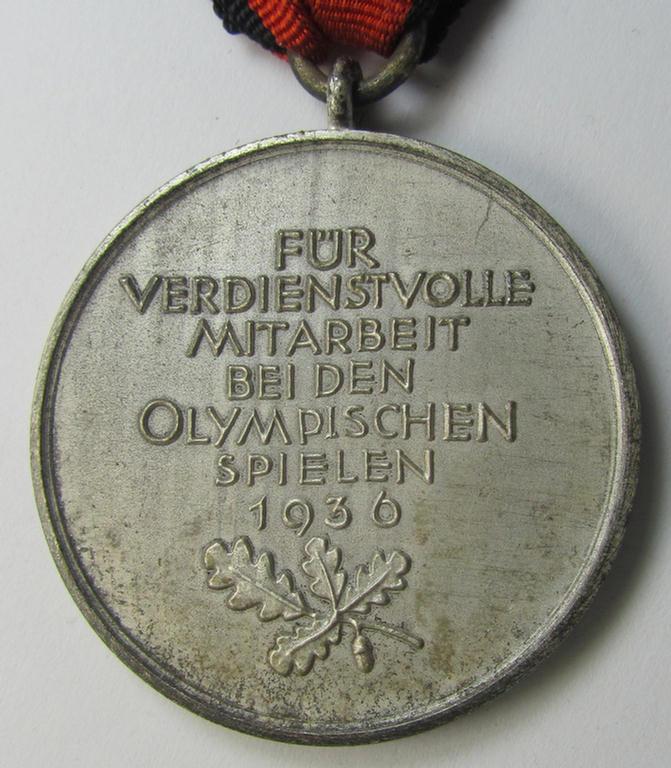 FÜR
VERDIENSTVOLLE
MITARBEIT
BEI DEN
OLYMPISCHEN
SPIELEN
1936